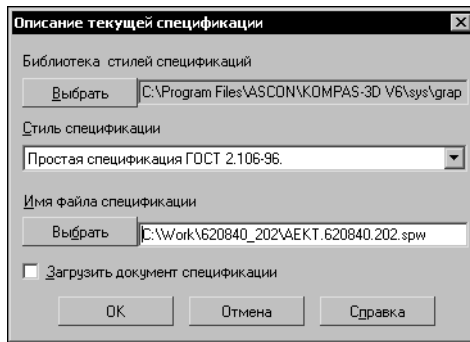 Описание текущей спецификации
Библиотека стилей спецификаций
Выбрать C:\Program Files\ASCON\KOMPAS-3D V6\sys\grap
Стиль спецификации
Простая спецификация ГОСТ 2.106-96.
Имя файла спецификации
Выбрать C:\Work\620840_202\АЕКТ.620840.202.spw
Загрузить документ спецификации
OK Отмена Справка